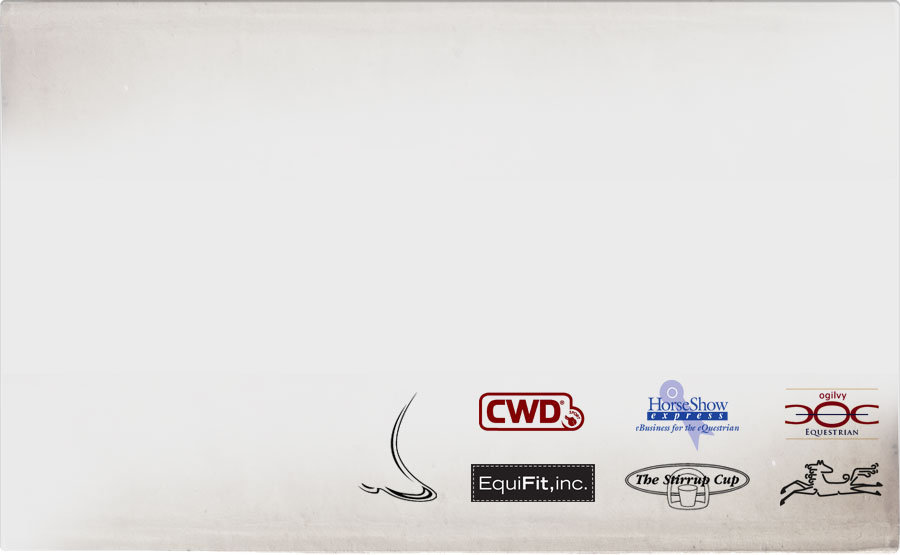 CWD®
HorseShow
express
eBusiness for the eQuestrian
ogilvy
EQUESTRIAN
EquiFit,inc.
The Stirrup Cup